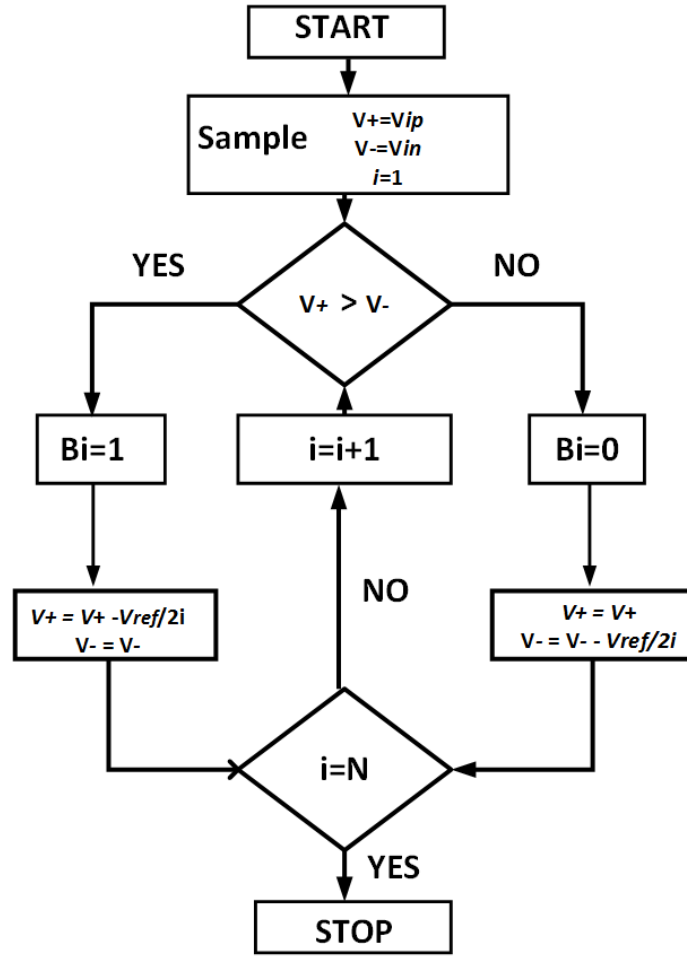 START
Sample
V+=Vip
V-=Vin
i=1
YES
NO
V+ > V-
Bi=1
i=i+1
Bi=0
V+ = V+ -Vref/2i
V- = V-
NO
V+ = V+
V- = V- - Vref/2i
i=N
YES
STOP